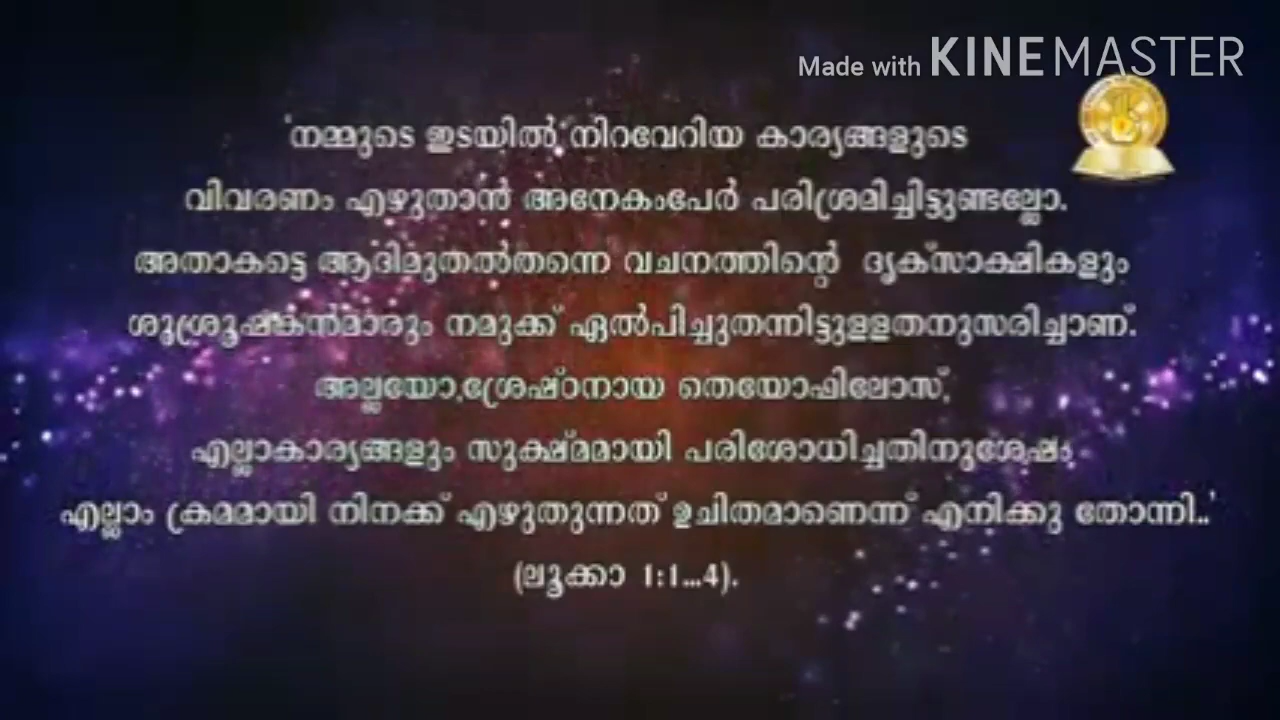 Made with KINEMASTER
'നമ്മുടെ ഇടയിൽ നിറവേറിയ കാര്യങ്ങളുടെ
വിവരണം എഴുതാൻ അനേകംപേർ പരിശ്രമിച്ചിട്ടുണ്ടല്ലോ.
അതാകട്ടെ ആദിമുതൽതന്നെ വചനത്തിന്റെ ദൃക്സാക്ഷികളും
ശുശ്രൂഷകൻമാരും നമുക്ക് ഏൽപിച്ചുതന്നിട്ടുള്ളതനുസരിച്ചാണ്.
അല്ലയോ,ശ്രേഷ്ഠനായ തെയോഫിലോസ്,
എല്ലാകാര്യങ്ങളും സുക്ഷ്മമായി പരിശോധിച്ചതിനുശേഷം,
എല്ലാം ക്രമമായി നിനക്ക് എഴുതുന്നത് ഉചിതമാണെന്ന് എനിക്കു തോന്നി..'
(ലൂക്കാ 1:1...4).